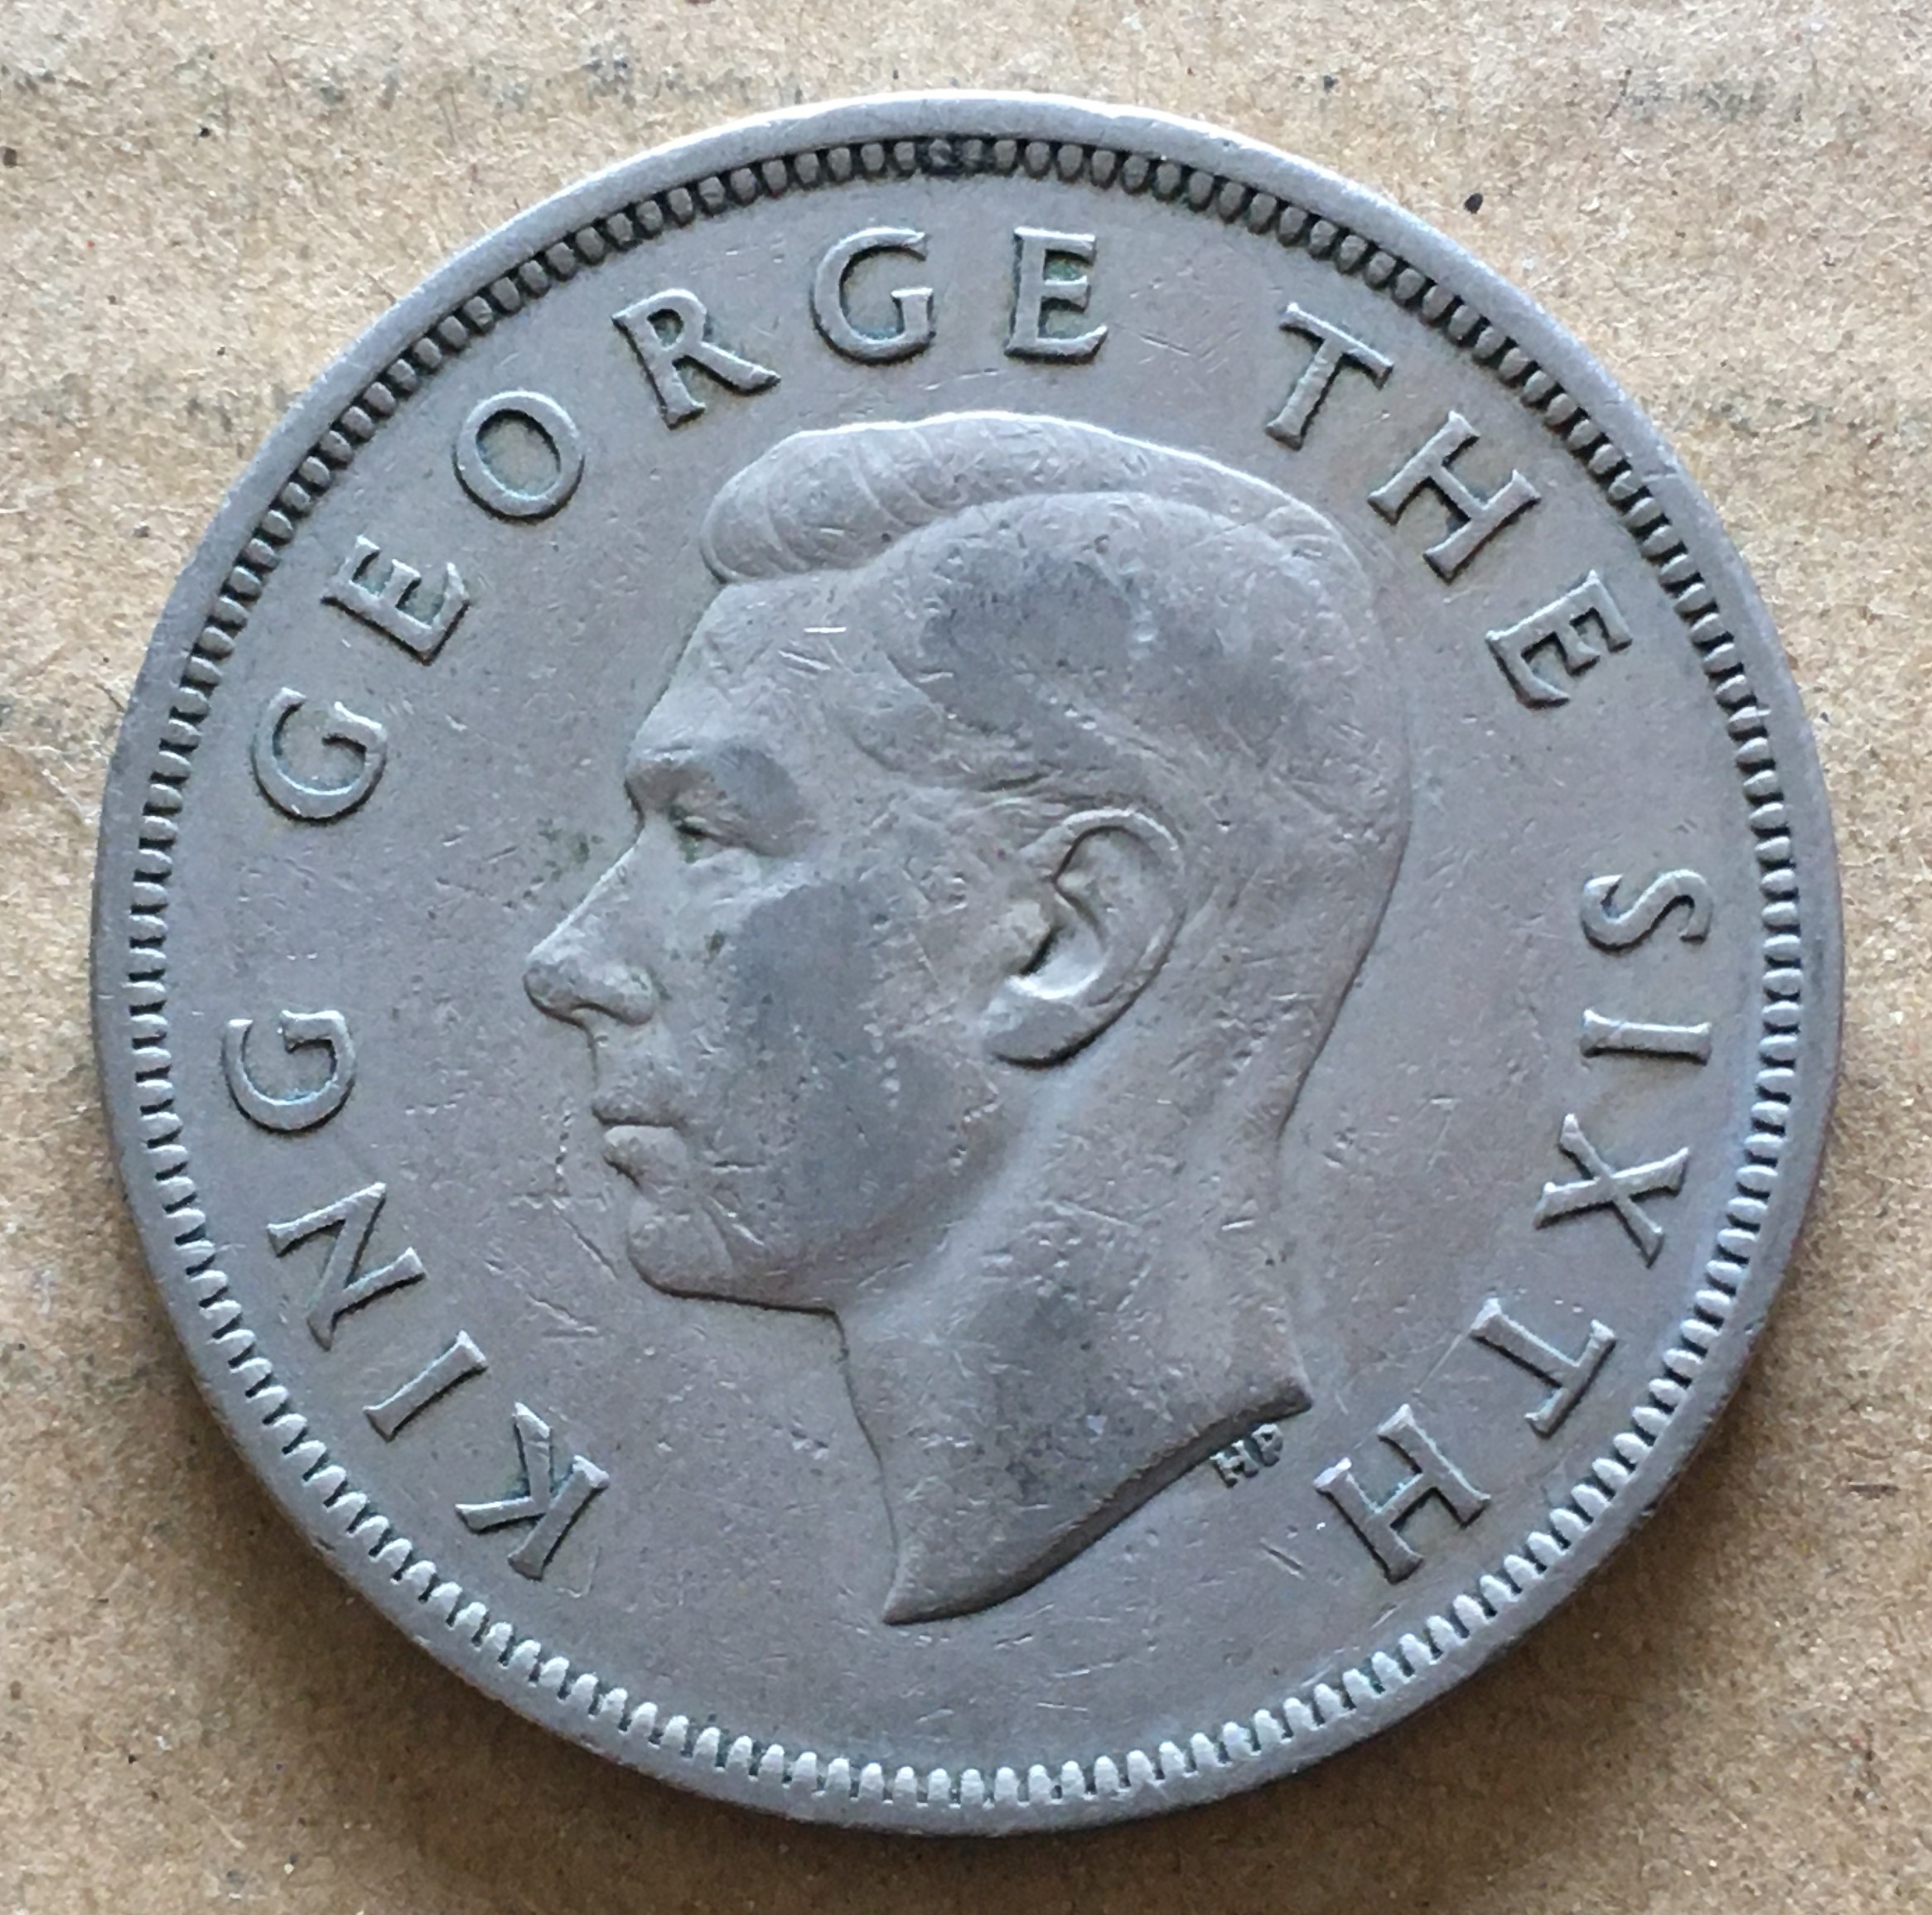 KING GEORGE THE SIXTH
HP